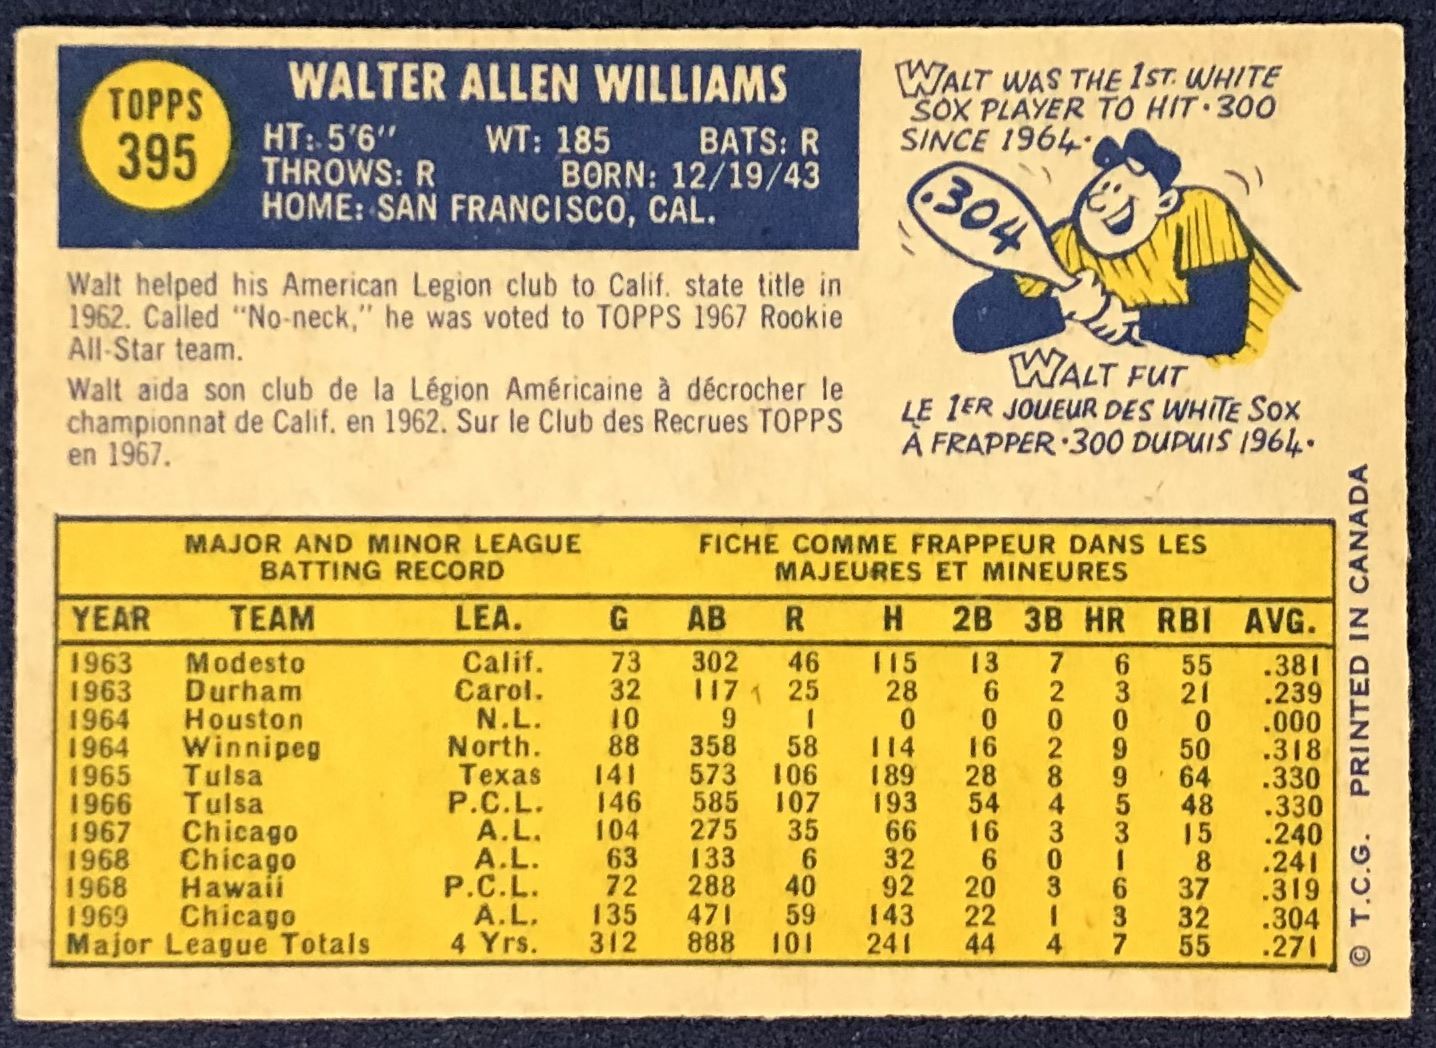 TOPPS
395
WALTER ALLEN WILLIAMS
HT: 5'6" WT: 185 BATS: R
THROWS: R BORN: 12/19/43
HOME: SAN FRANCISCO, CAL.
WALT WAS THE 1ST. WHITE
SOX PLAYER TO HIT .300
SINCE 1964.
.304
WALT FUT
LE 1ER JOUEUR DES WHITE SOX
À FRAPPER .300 DUPUIS 1964.
Walt helped his American Legion club to Calif. state title in
1962. Called "No-neck," he was voted to TOPPS 1967 Rookie
All-Star team.
Walt aida son club de la Légion Américaine à décrocher le
championnat de Calif. en 1962. Sur le Club des Recrues TOPPS
en 1967.
MAJOR AND MINOR LEAGUE
BATTING RECORD
FICHE COMME FRAPPEUR DANS LES
MAJEURES ET MINEURES
YEAR TEAM LEA. G AB R H 2B 3B HR RBI AVG.
1963 Modesto Calif. 73 302 46 115 13 7 6 55 .381
1963 Durham Carol. 32 117 25 28 6 2 3 21 .239
1964 Houston N.L. 10 9 1 0 0 0 0 0 .000
1964 Winnipeg North. 88 358 58 114 16 2 9 50 .318
1965 Tulsa Texas 141 573 106 189 28 8 9 64 .330
1966 Tulsa P.C.L. 146 585 107 193 54 4 5 48 .330
1967 Chicago A.L. 104 275 35 66 16 3 3 15 .240
1968 Chicago A.L. 63 133 6 32 6 0 1 8 .241
1968 Hawaii P.C.L. 72 288 40 92 20 3 6 37 .319
1969 Chicago A.L. 135 471 59 143 22 1 3 32 .304
Major League Totals 4 Yrs. 312 888 101 241 44 4 7 55 .271
© T.C.G. PRINTED IN CANADA